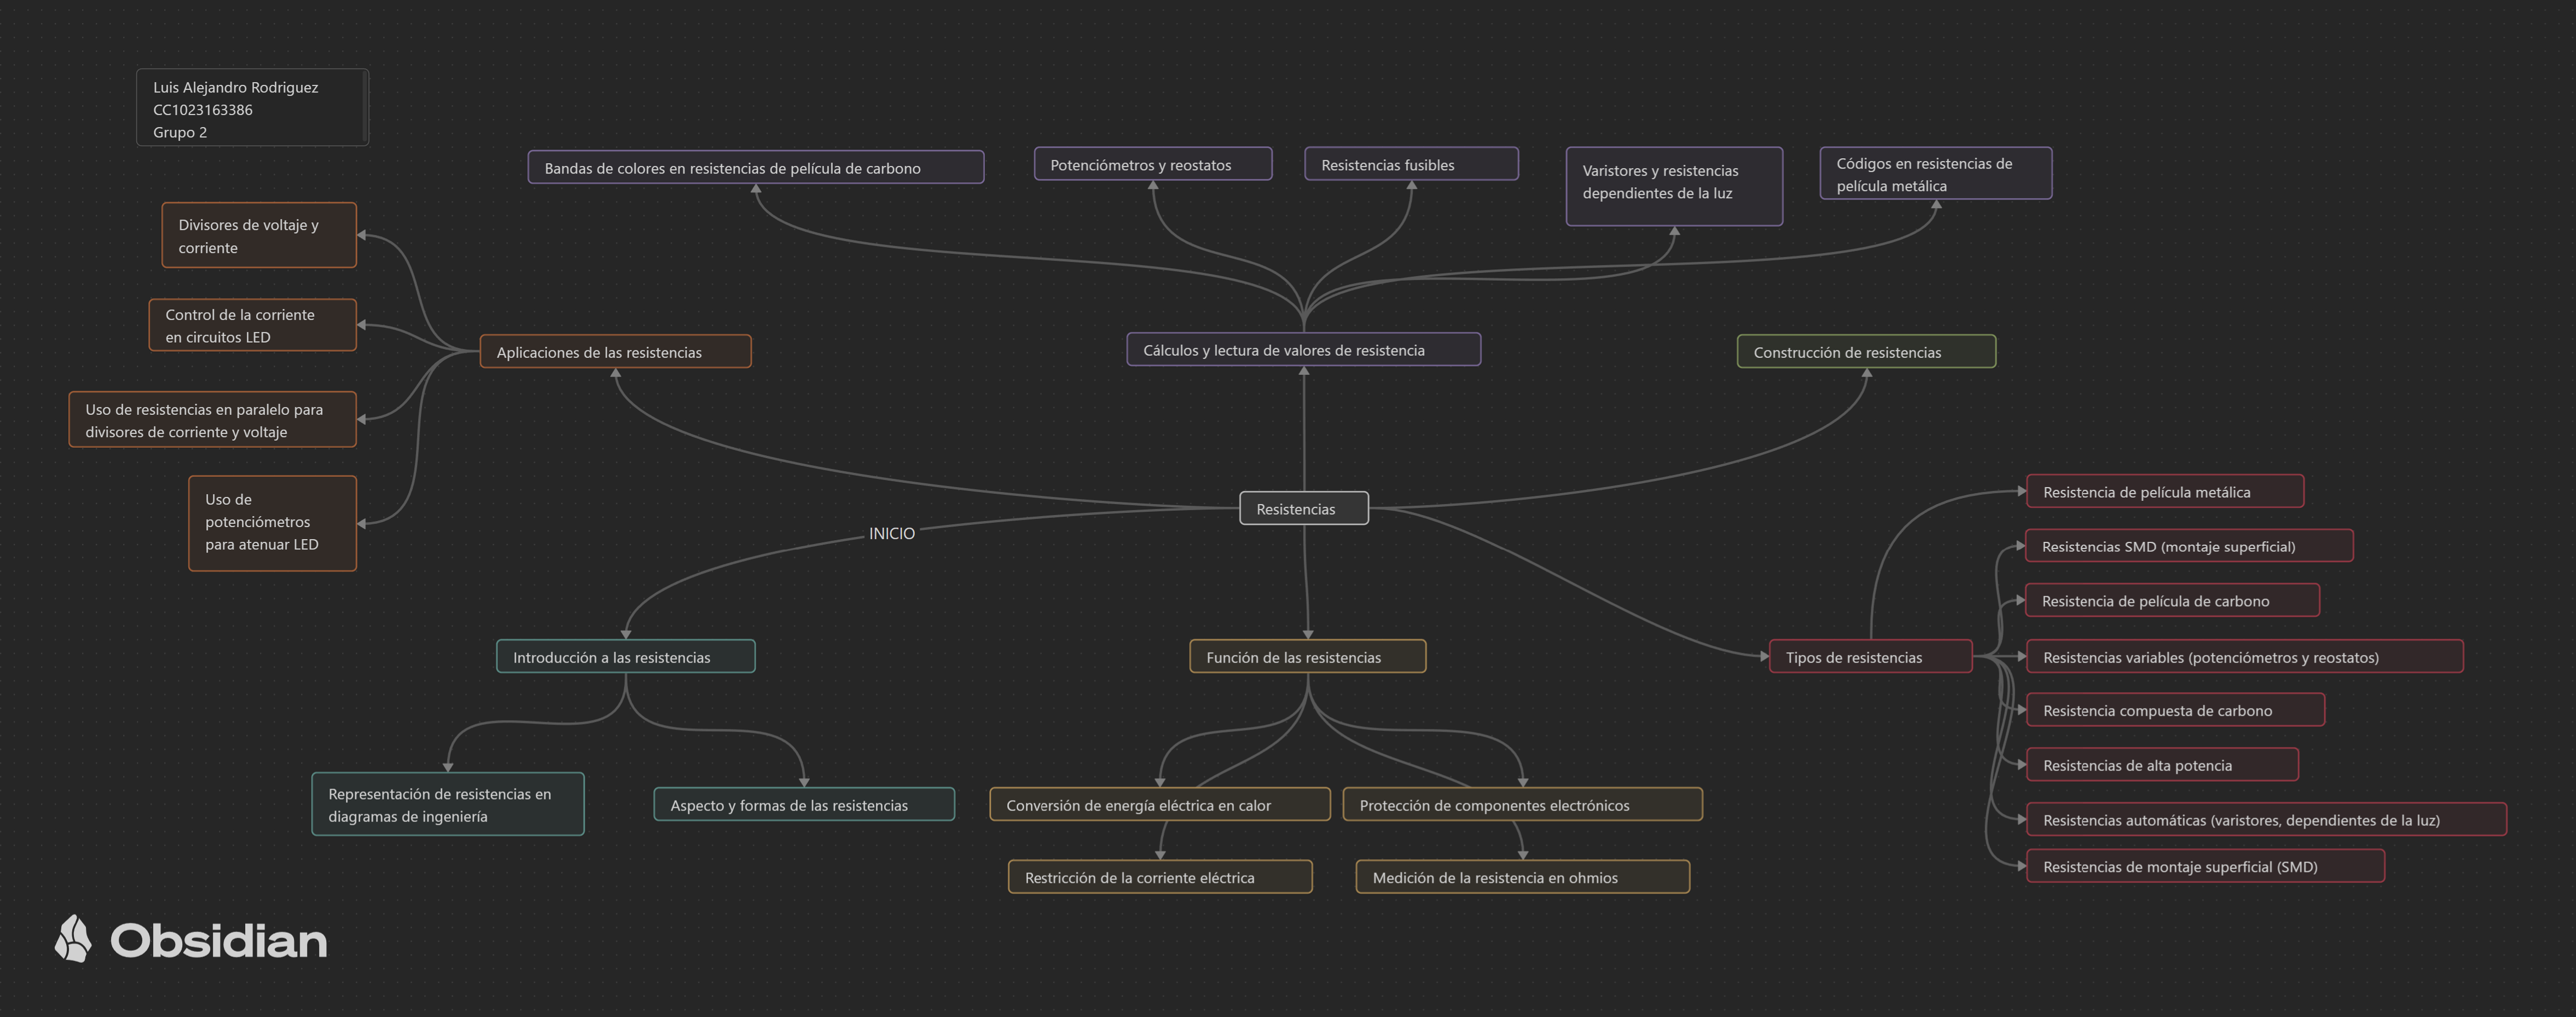 Luis Alejandro Rodriguez
CC1023163386
Grupo 2
Bandas de colores en resistencias de película de carbono
Potenciómetros y reostatos
Resistencias fusibles
Varistores y resistencias
dependientes de la luz
Códigos en resistencias de
película metálica
Divisores de voltaje y
corriente
Control de la corriente
en circuitos LED
Uso de resistencias en paralelo para
divisores de corriente y voltaje
Uso de
potenciómetros
para atenuar LED
Aplicaciones de las resistencias
Cálculos y lectura de valores de resistencia
Construcción de resistencias
Resistencias
INICIO
Introducción a las resistencias
Función de las resistencias
Tipos de resistencias
Resistencia de película metálica
Resistencias SMD (montaje superficial)
Resistencia de película de carbono
Resistencias variables (potenciómetros y reostatos)
Resistencia compuesta de carbono
Resistencias de alta potencia
Resistencias automáticas (varistores, dependientes de la luz)
Resistencias de montaje superficial (SMD)
Representación de resistencias en
diagramas de ingeniería
Aspecto y formas de las resistencias
Conversión de energía eléctrica en calor
Protección de componentes electrónicos
Restricción de la corriente eléctrica
Medición de la resistencia en ohmios
Obsidian